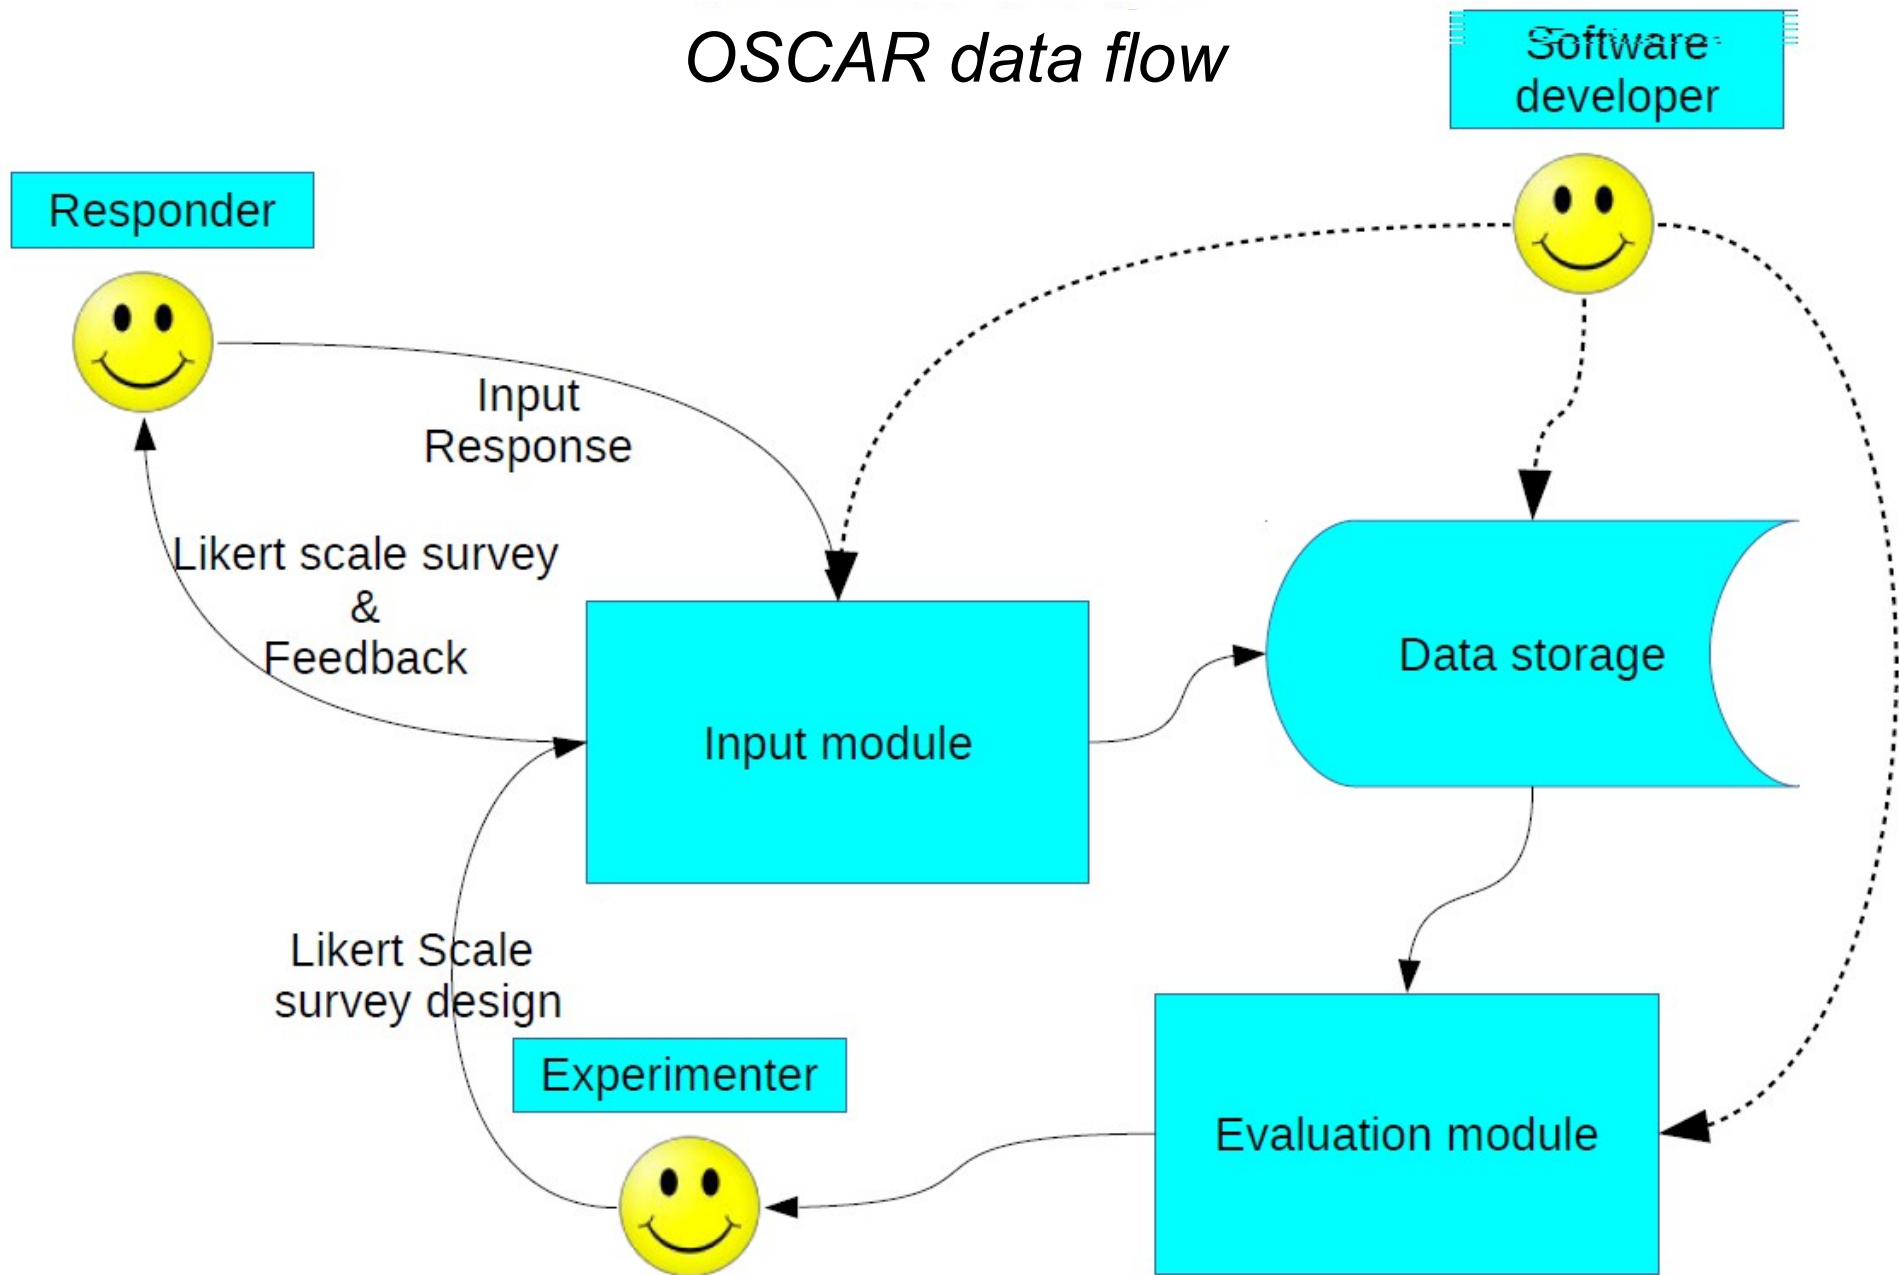 OSCAR data flow
Software
developer
Responder
Input
Response
Likert scale survey
&
Feedback
Data storage
Input module
Likert Scale
survey design
Experimenter
Evaluation module